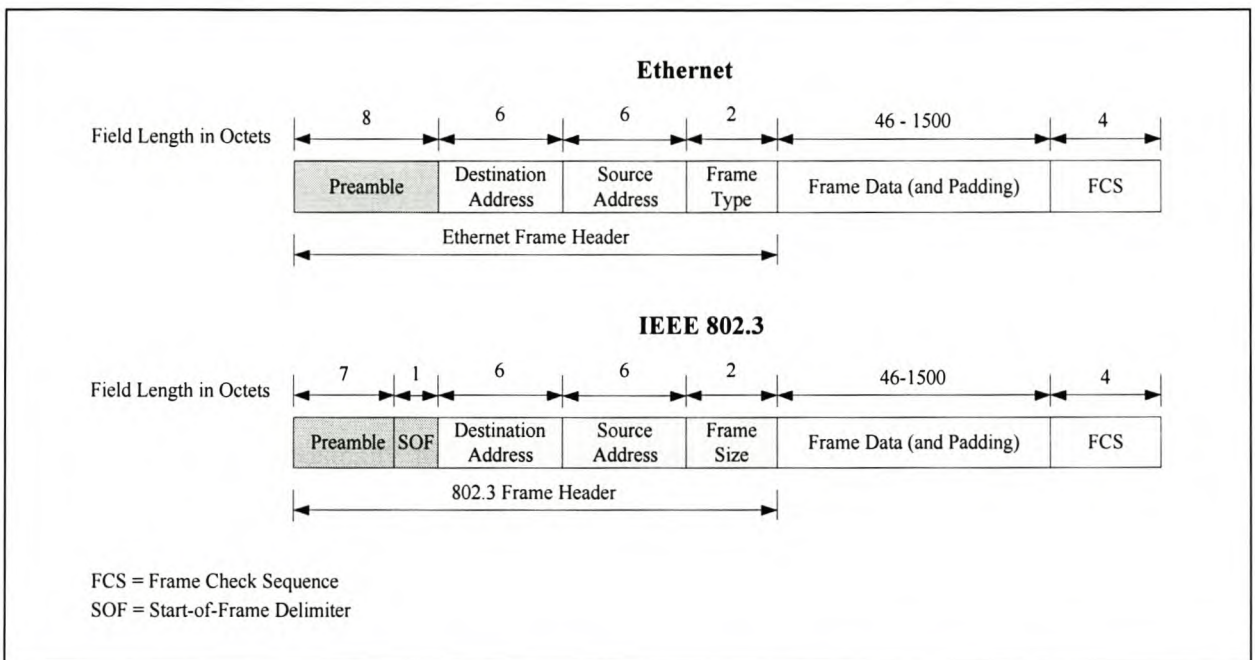 Ethernet
8 6 6 2 46 - 1500 4
Field Length in Octets
Preamble Destination Address Source Address Frame Type Frame Data (and Padding) FCS
Ethernet Frame Header
IEEE 802.3
7 1 6 6 2 46-1500 4
Field Length in Octets
Preamble SOF Destination Address Source Address Frame Size Frame Data (and Padding) FCS
802.3 Frame Header
FCS = Frame Check Sequence
SOF = Start-of-Frame Delimiter